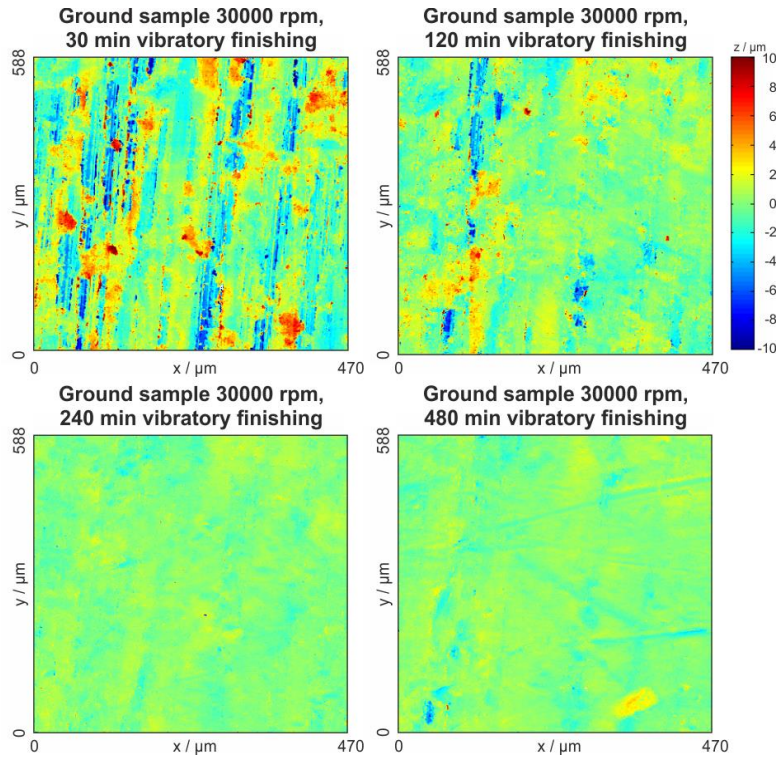 Ground sample 30000 rpm,
30 min vibratory finishing
Ground sample 30000 rpm,
120 min vibratory finishing
z / µm
10
8
6
4
2
0
-2
-4
-6
-8
-10
588
y / µm
0
0
x / µm
470
588
y / µm
0
0
x / µm
470
Ground sample 30000 rpm,
240 min vibratory finishing
Ground sample 30000 rpm,
480 min vibratory finishing
588
y / µm
0
0
x / µm
470
588
y / µm
0
0
x / µm
470